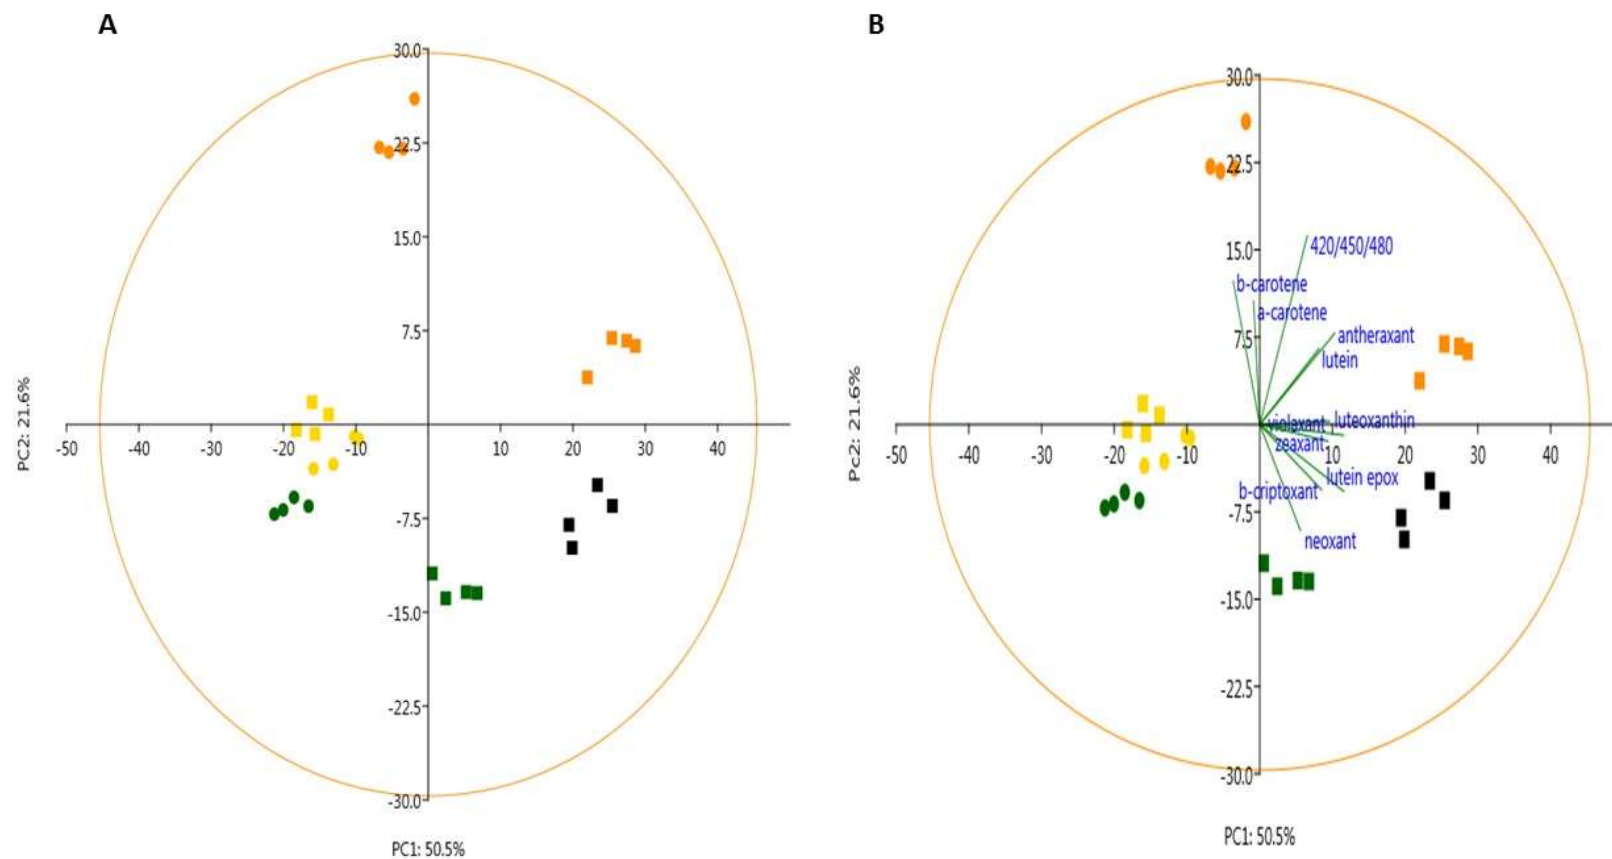 A
30.0
22.5
15.0
7.5
-50 -40 -30 -20 -10 10 20 30 40
-7.5
-15.0
-22.5
-30.0
PC2: 21.6%
PC1: 50.5%
B
30.0
22.5
15.0
7.5
420/450/480
b-carotene
a-carotene
antheraxant
lutein
violaxant luteoxanthin
zeaxant
-50 -40 -30 -20 -10 10 20 30 40
lutein epox
b-criptoxant
neoxant
-7.5
-15.0
-22.5
-30.0
Pc2: 21.6%
PC1: 50.5%